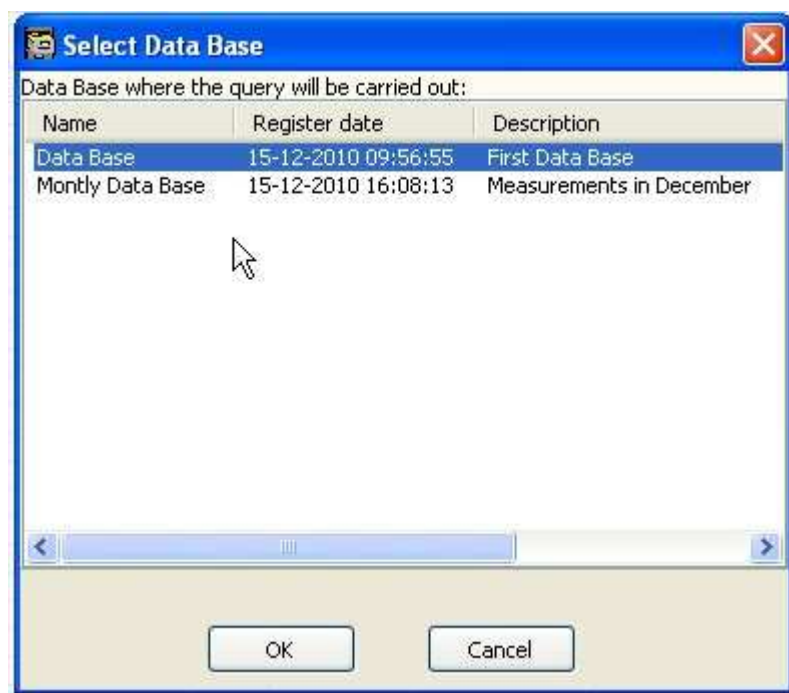 Select Data Base
Data Base where the query will be carried out:
Name Register date Description
Data Base 15-12-2010 09:56:55 First Data Base
Montly Data Base 15-12-2010 16:08:13 Measurements in December
OK Cancel